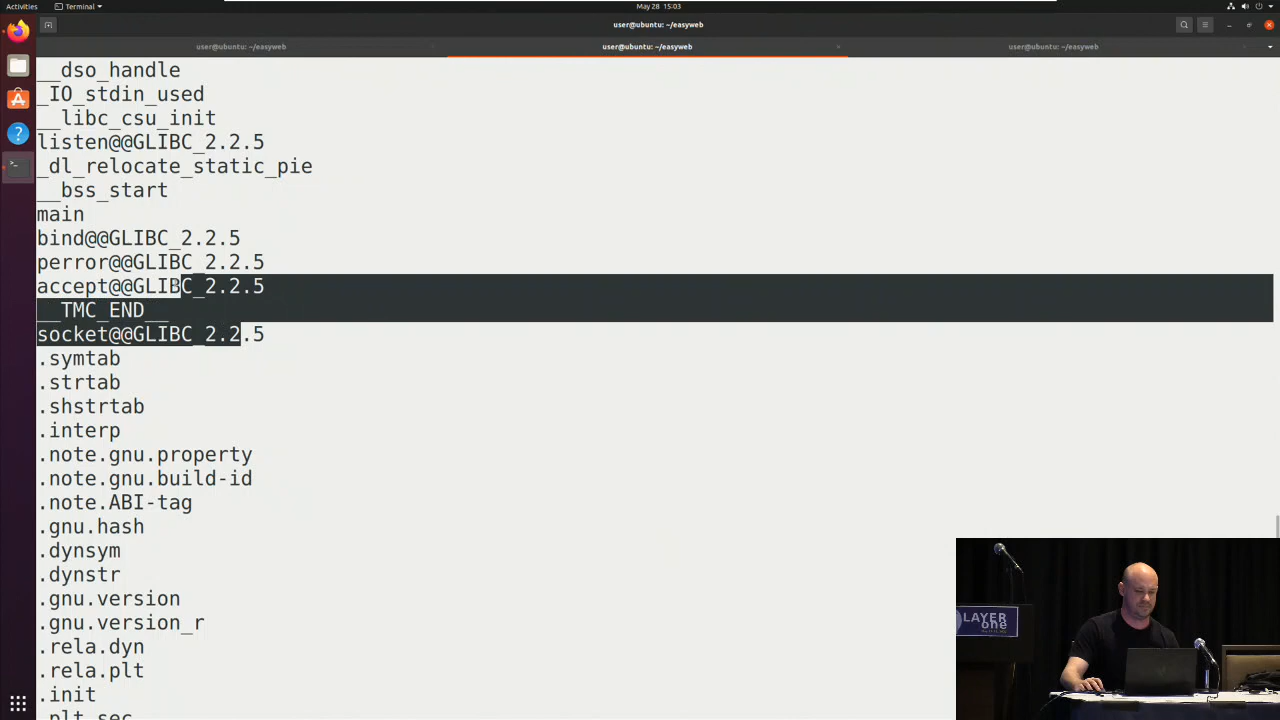 Activities
Terminal
May 28 15:03
user@ubuntu: ~/easyweb
user@ubuntu: ~/easyweb
user@ubuntu: ~/easyweb
user@ubuntu: ~/easyweb
__dso_handle
_IO_stdin_used
__libc_csu_init
listen@@GLIBC_2.2.5
_dl_relocate_static_pie
__bss_start
main
bind@@GLIBC_2.2.5
perror@@GLIBC_2.2.5
accept@@GLIBC_2.2.5
__TMC_END__
socket@@GLIBC_2.2.5
.symtab
.strtab
.shstrtab
.interp
.note.gnu.property
.note.gnu.build-id
.note.ABI-tag
.gnu.hash
.dynsym
.dynstr
.gnu.version
.gnu.version_r
.rela.dyn
.rela.plt
.init
.plt.sec
LAYER
one